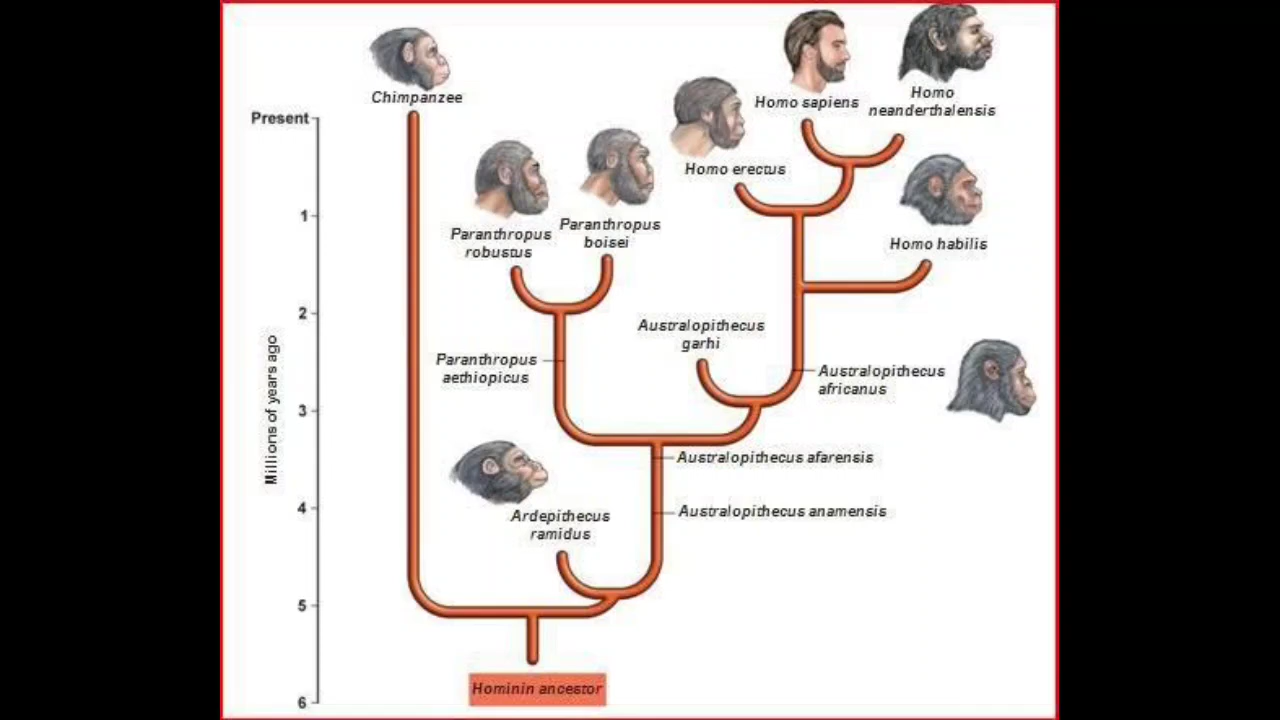 Chimpanzee
Homo sapiens
Homo
neanderthalensis
Present
Homo erectus
Paranthropus
robustus
Paranthropus
boisei
1
Homo habilis
2
Australopithecus
garhi
Paranthropus
aethiopicus
Australopithecus
africanus
Millions of years ago
3
Australopithecus afarensis
4
Australopithecus anamensis
Ardepithecus
ramidus
5
Hominin ancestor
6